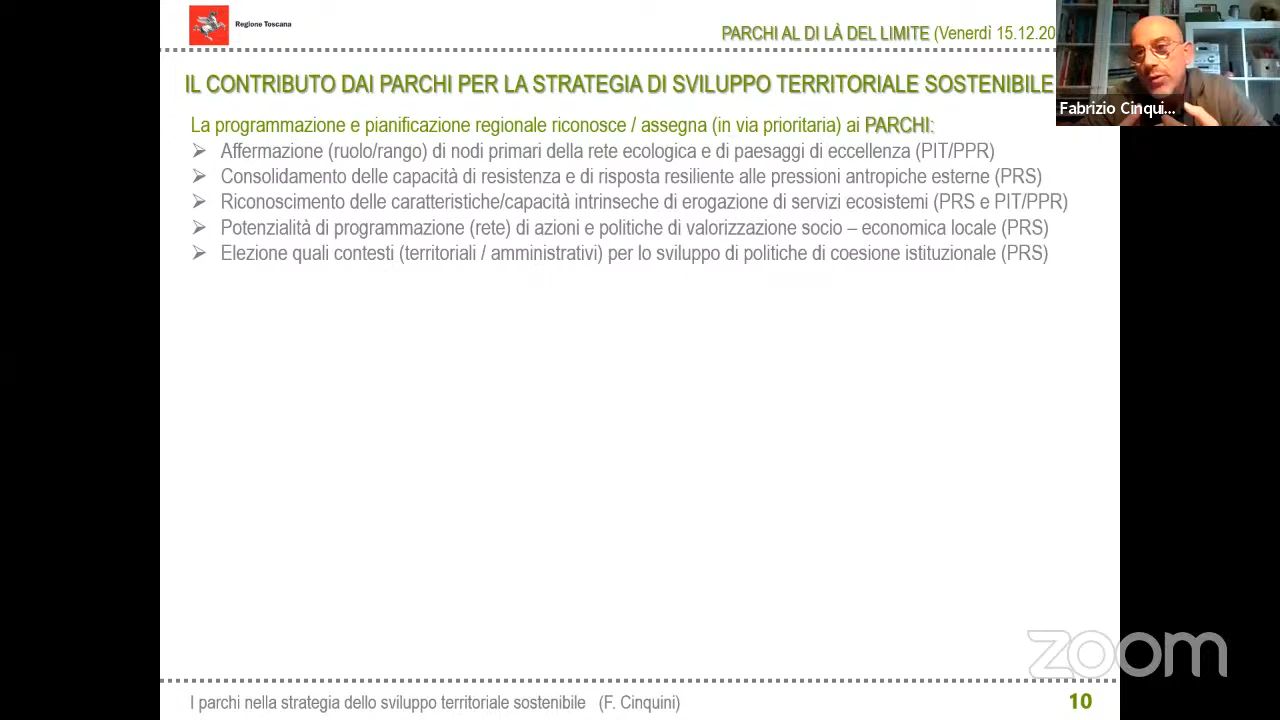 Regione Toscana
PARCHI AL DI LÀ DEL LIMITE (Venerdì 15.12.20
IL CONTRIBUTO DAI PARCHI PER LA STRATEGIA DI SVILUPPO TERRITORIALE SOSTENIBILE
Fabrizio Cinqui...
La programmazione e pianificazione regionale riconosce / assegna (in via prioritaria) ai PARCHI:
➢ Affermazione (ruolo/rango) di nodi primari della rete ecologica e di paesaggi di eccellenza (PIT/PPR)
➢ Consolidamento delle capacità di resistenza e di risposta resiliente alle pressioni antropiche esterne (PRS)
➢ Riconoscimento delle caratteristiche/capacità intrinseche di erogazione di servizi ecosistemi (PRS e PIT/PPR)
➢ Potenzialità di programmazione (rete) di azioni e politiche di valorizzazione socio – economica locale (PRS)
➢ Elezione quali contesti (territoriali / amministrativi) per lo sviluppo di politiche di coesione istituzionale (PRS)
zoom
I parchi nella strategia dello sviluppo territoriale sostenibile (F. Cinquini)
10